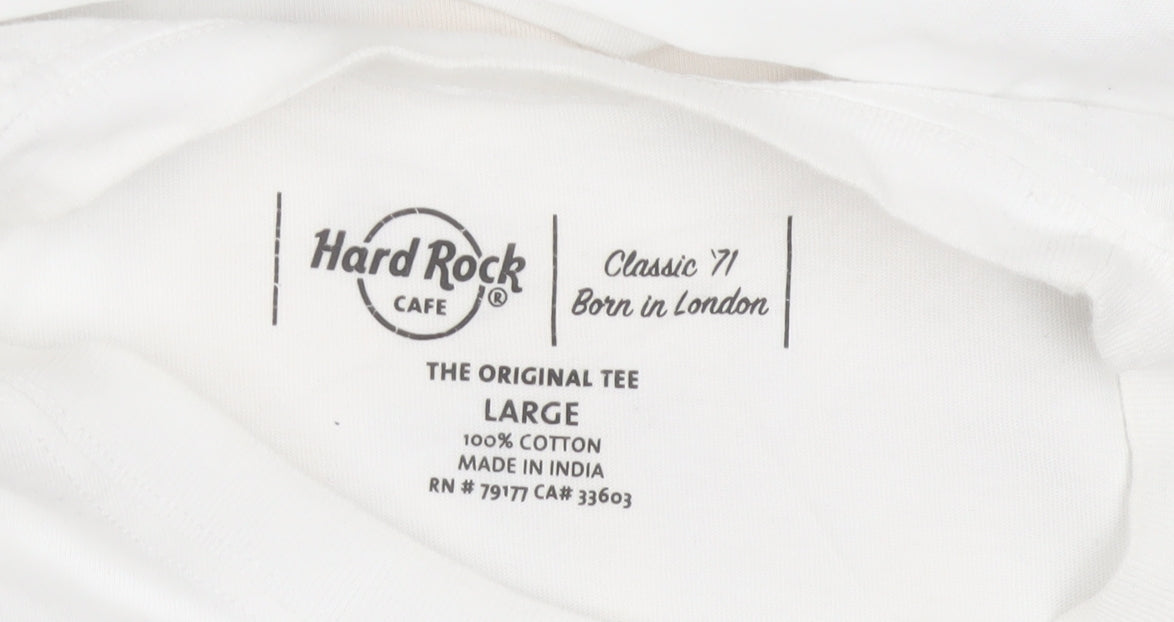 Hard Rock
CAFE ®
Classic '71
Born in London
THE ORIGINAL TEE
LARGE
100% COTTON
MADE IN INDIA
RN # 79177 CA# 33603